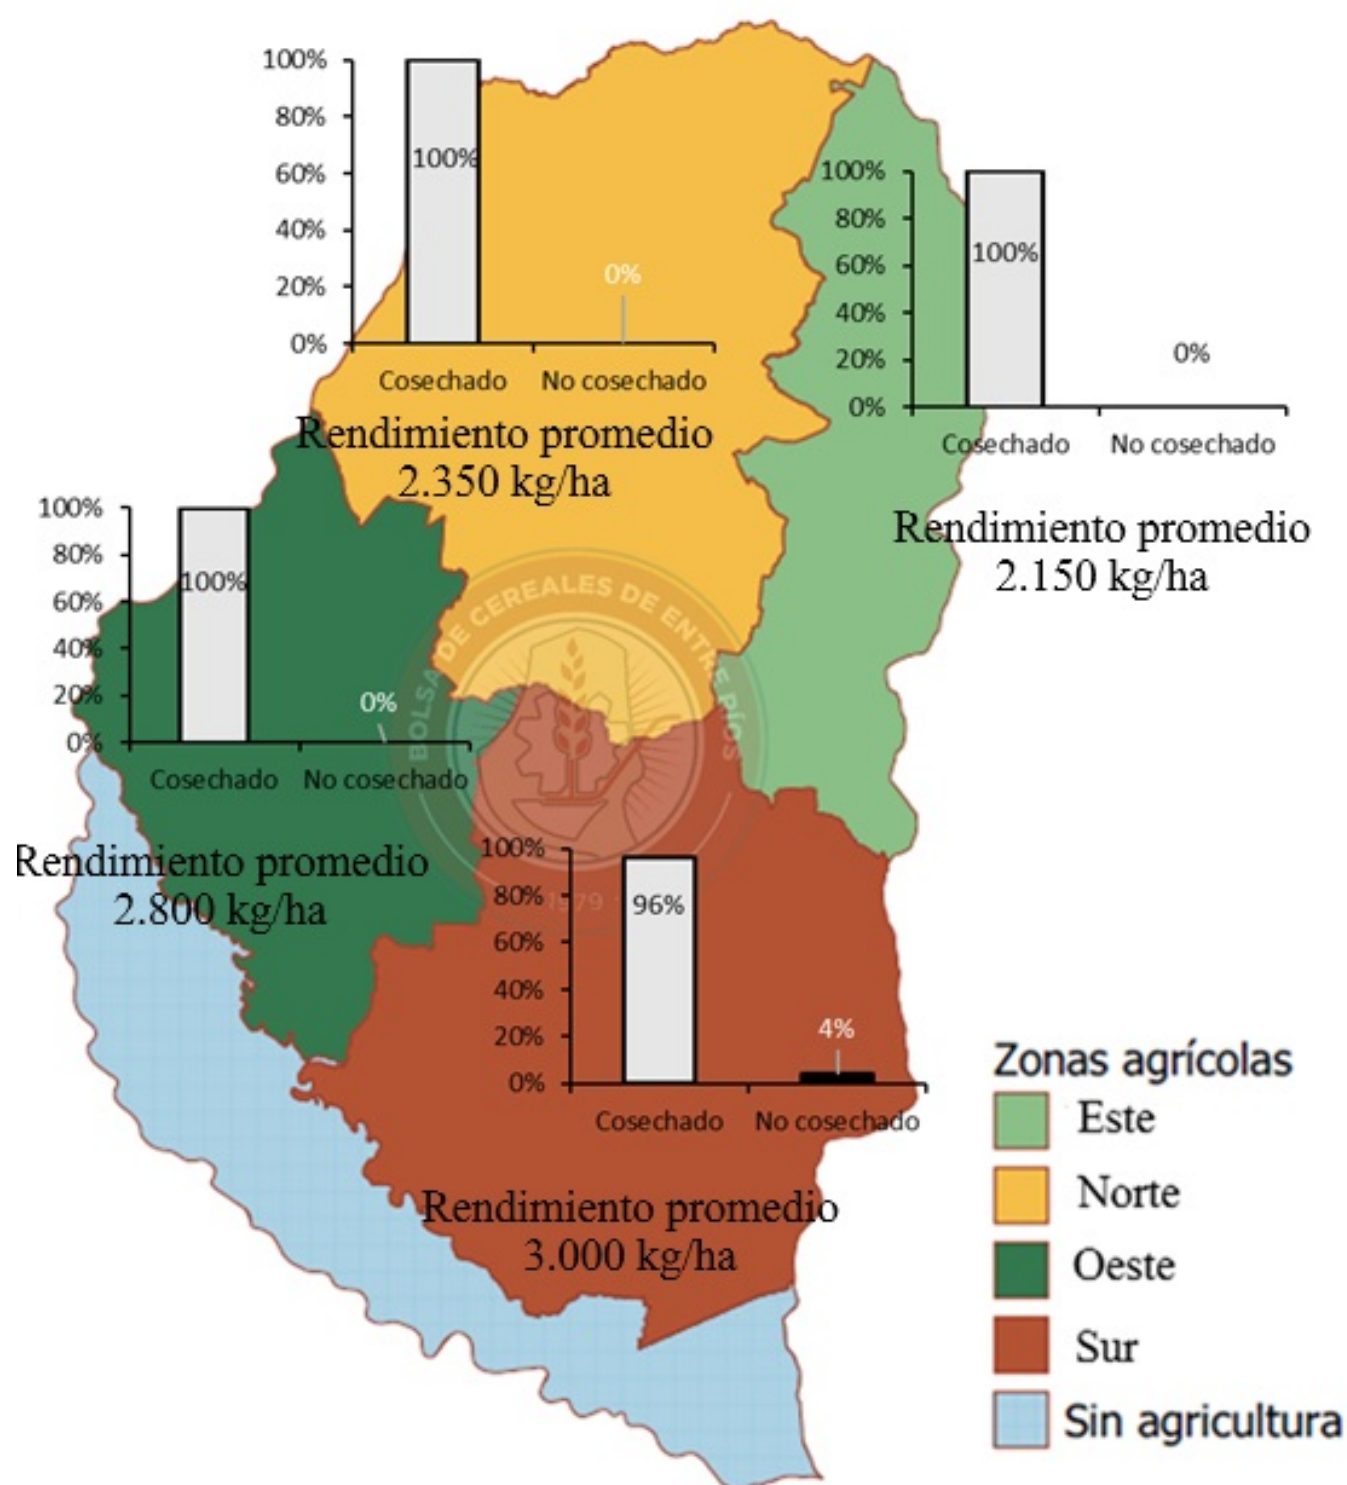 100%
80%
60%
40%
20%
0%
100%
0%
Cosechado No cosechado
Rendimiento promedio
2.350 kg/ha
100%
80%
60%
40%
20%
0%
100%
0%
Cosechado No cosechado
Rendimiento promedio
2.150 kg/ha
100%
80%
60%
40%
20%
0%
100%
0%
Cosechado No cosechado
Rendimiento promedio
2.800 kg/ha
BOLSA DE CEREALES DE ENTRE RÍOS
1979
100%
80%
60%
40%
20%
0%
96%
4%
Cosechado No cosechado
Rendimiento promedio
3.000 kg/ha
Zonas agrícolas
Este
Norte
Oeste
Sur
Sin agricultura